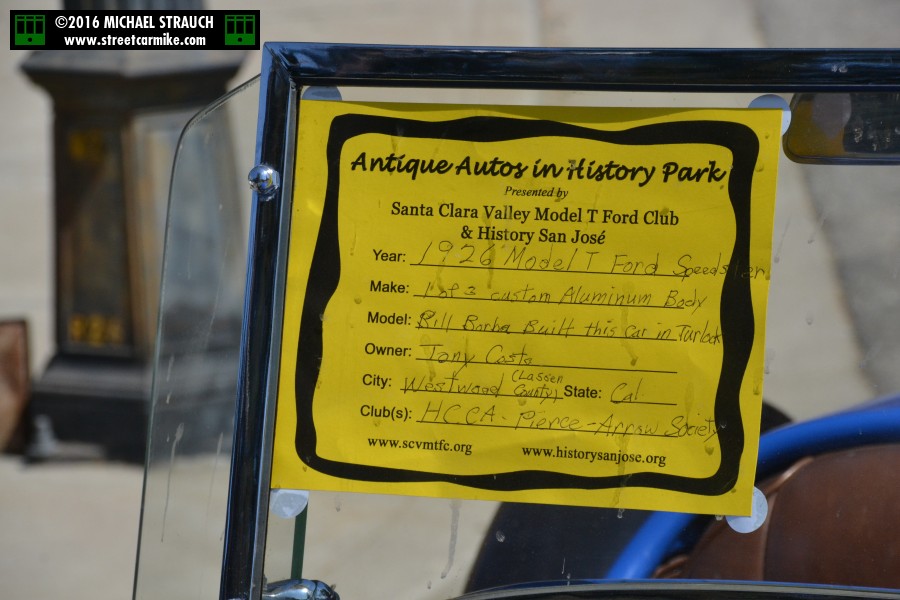 ©2016 MICHAEL STRAUCH
www.streetcarmike.com
Antique Autos in History Park
Presented by
Santa Clara Valley Model T Ford Club
& History San José
Year: 1926 Model T Ford Speedster
Make: 1 of 3 custom Aluminum Body
Model: Bill Borba Built this car in Turlock
Owner: Tony Costa
City: Westwood (Lassen County) State: Cal
Club(s): HCCA - Pierce-Arrow Society
www.scvmtfc.org
www.historysanjose.org